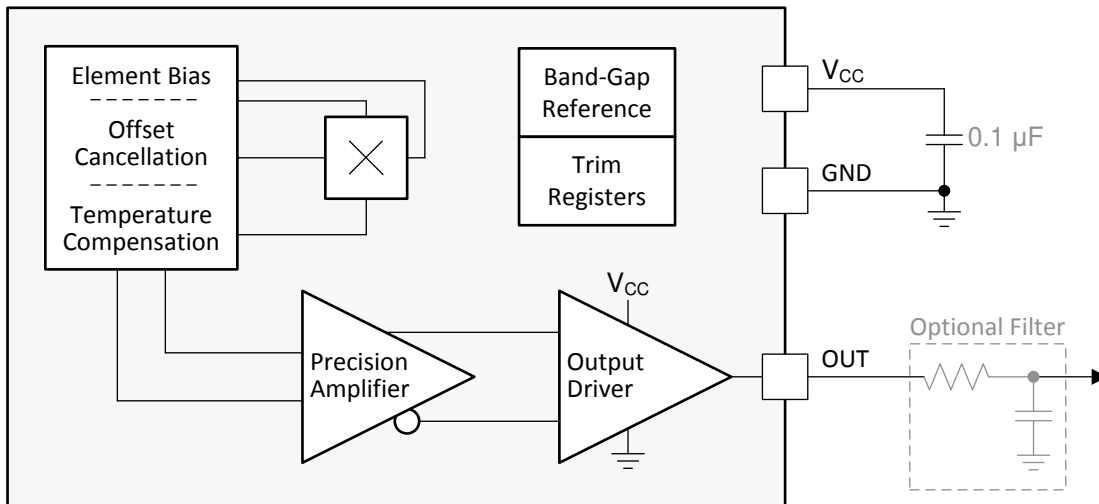 Element Bias
Offset
Cancellation
Temperature
Compensation
Band-Gap
Reference
Trim
Registers
VCC
0.1 µF
GND
VCC
Optional Filter
Precision
Amplifier
Output
Driver
OUT